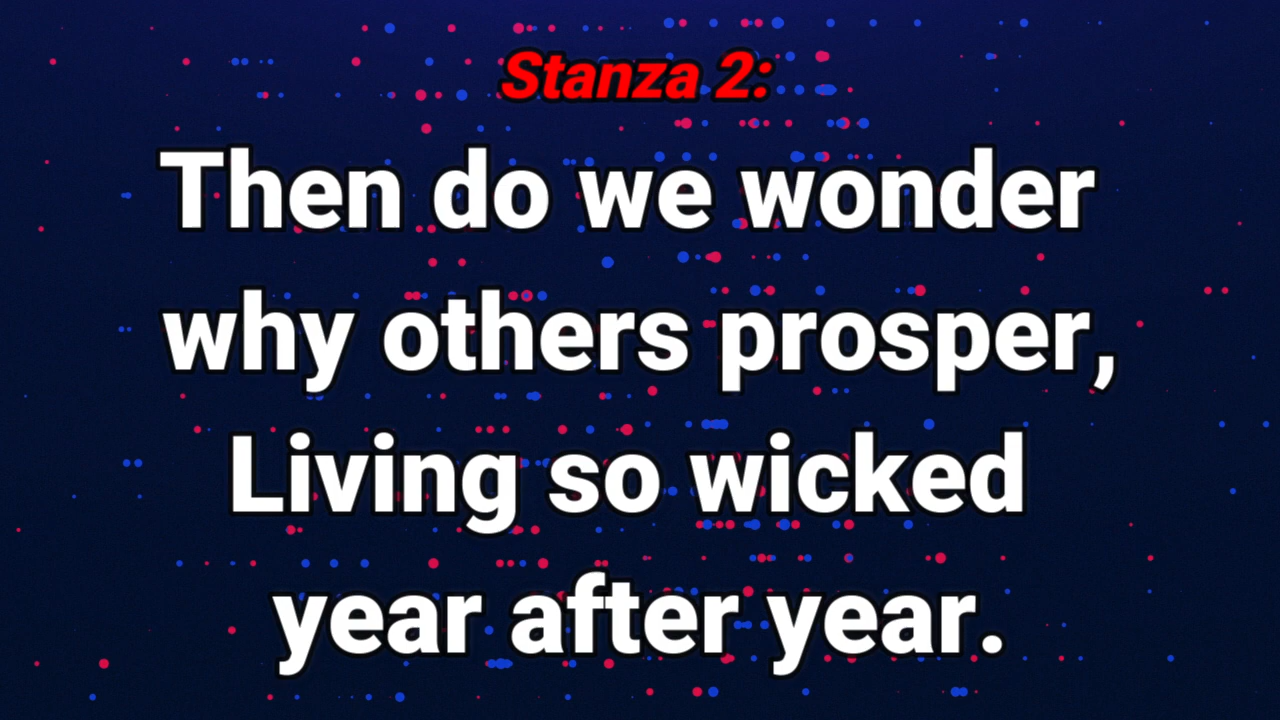 Stanza 2:
Then do we wonder
why others prosper,
Living so wicked
year after year.